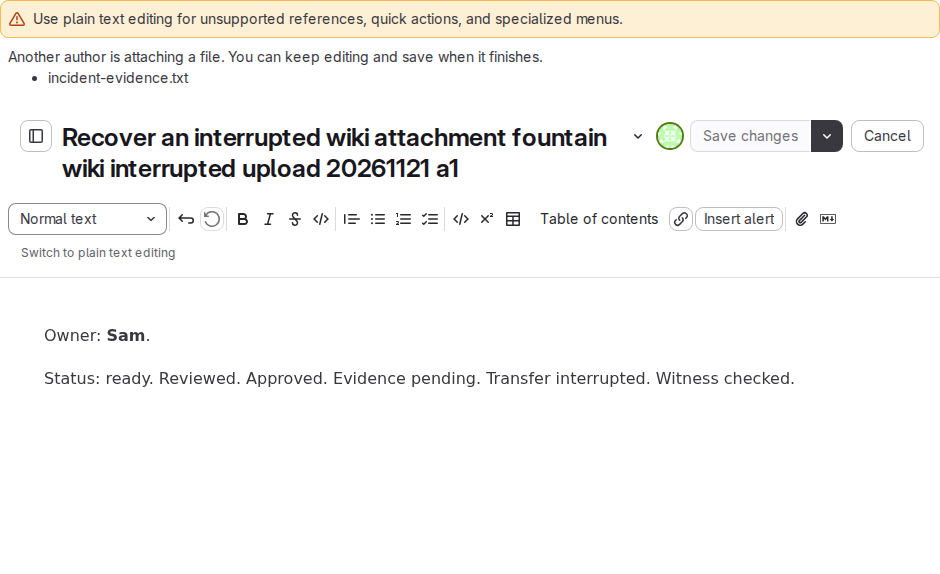 Use plain text editing for unsupported references, quick actions, and specialized menus.
Another author is attaching a file. You can keep editing and save when it finishes.
incident-evidence.txt
Recover an interrupted wiki attachment fountain
wiki interrupted upload 20261121 a1
Save changes
Cancel
Normal text
Table of contents
Insert alert
Switch to plain text editing
Owner: Sam.
Status: ready. Reviewed. Approved. Evidence pending. Transfer interrupted. Witness checked.